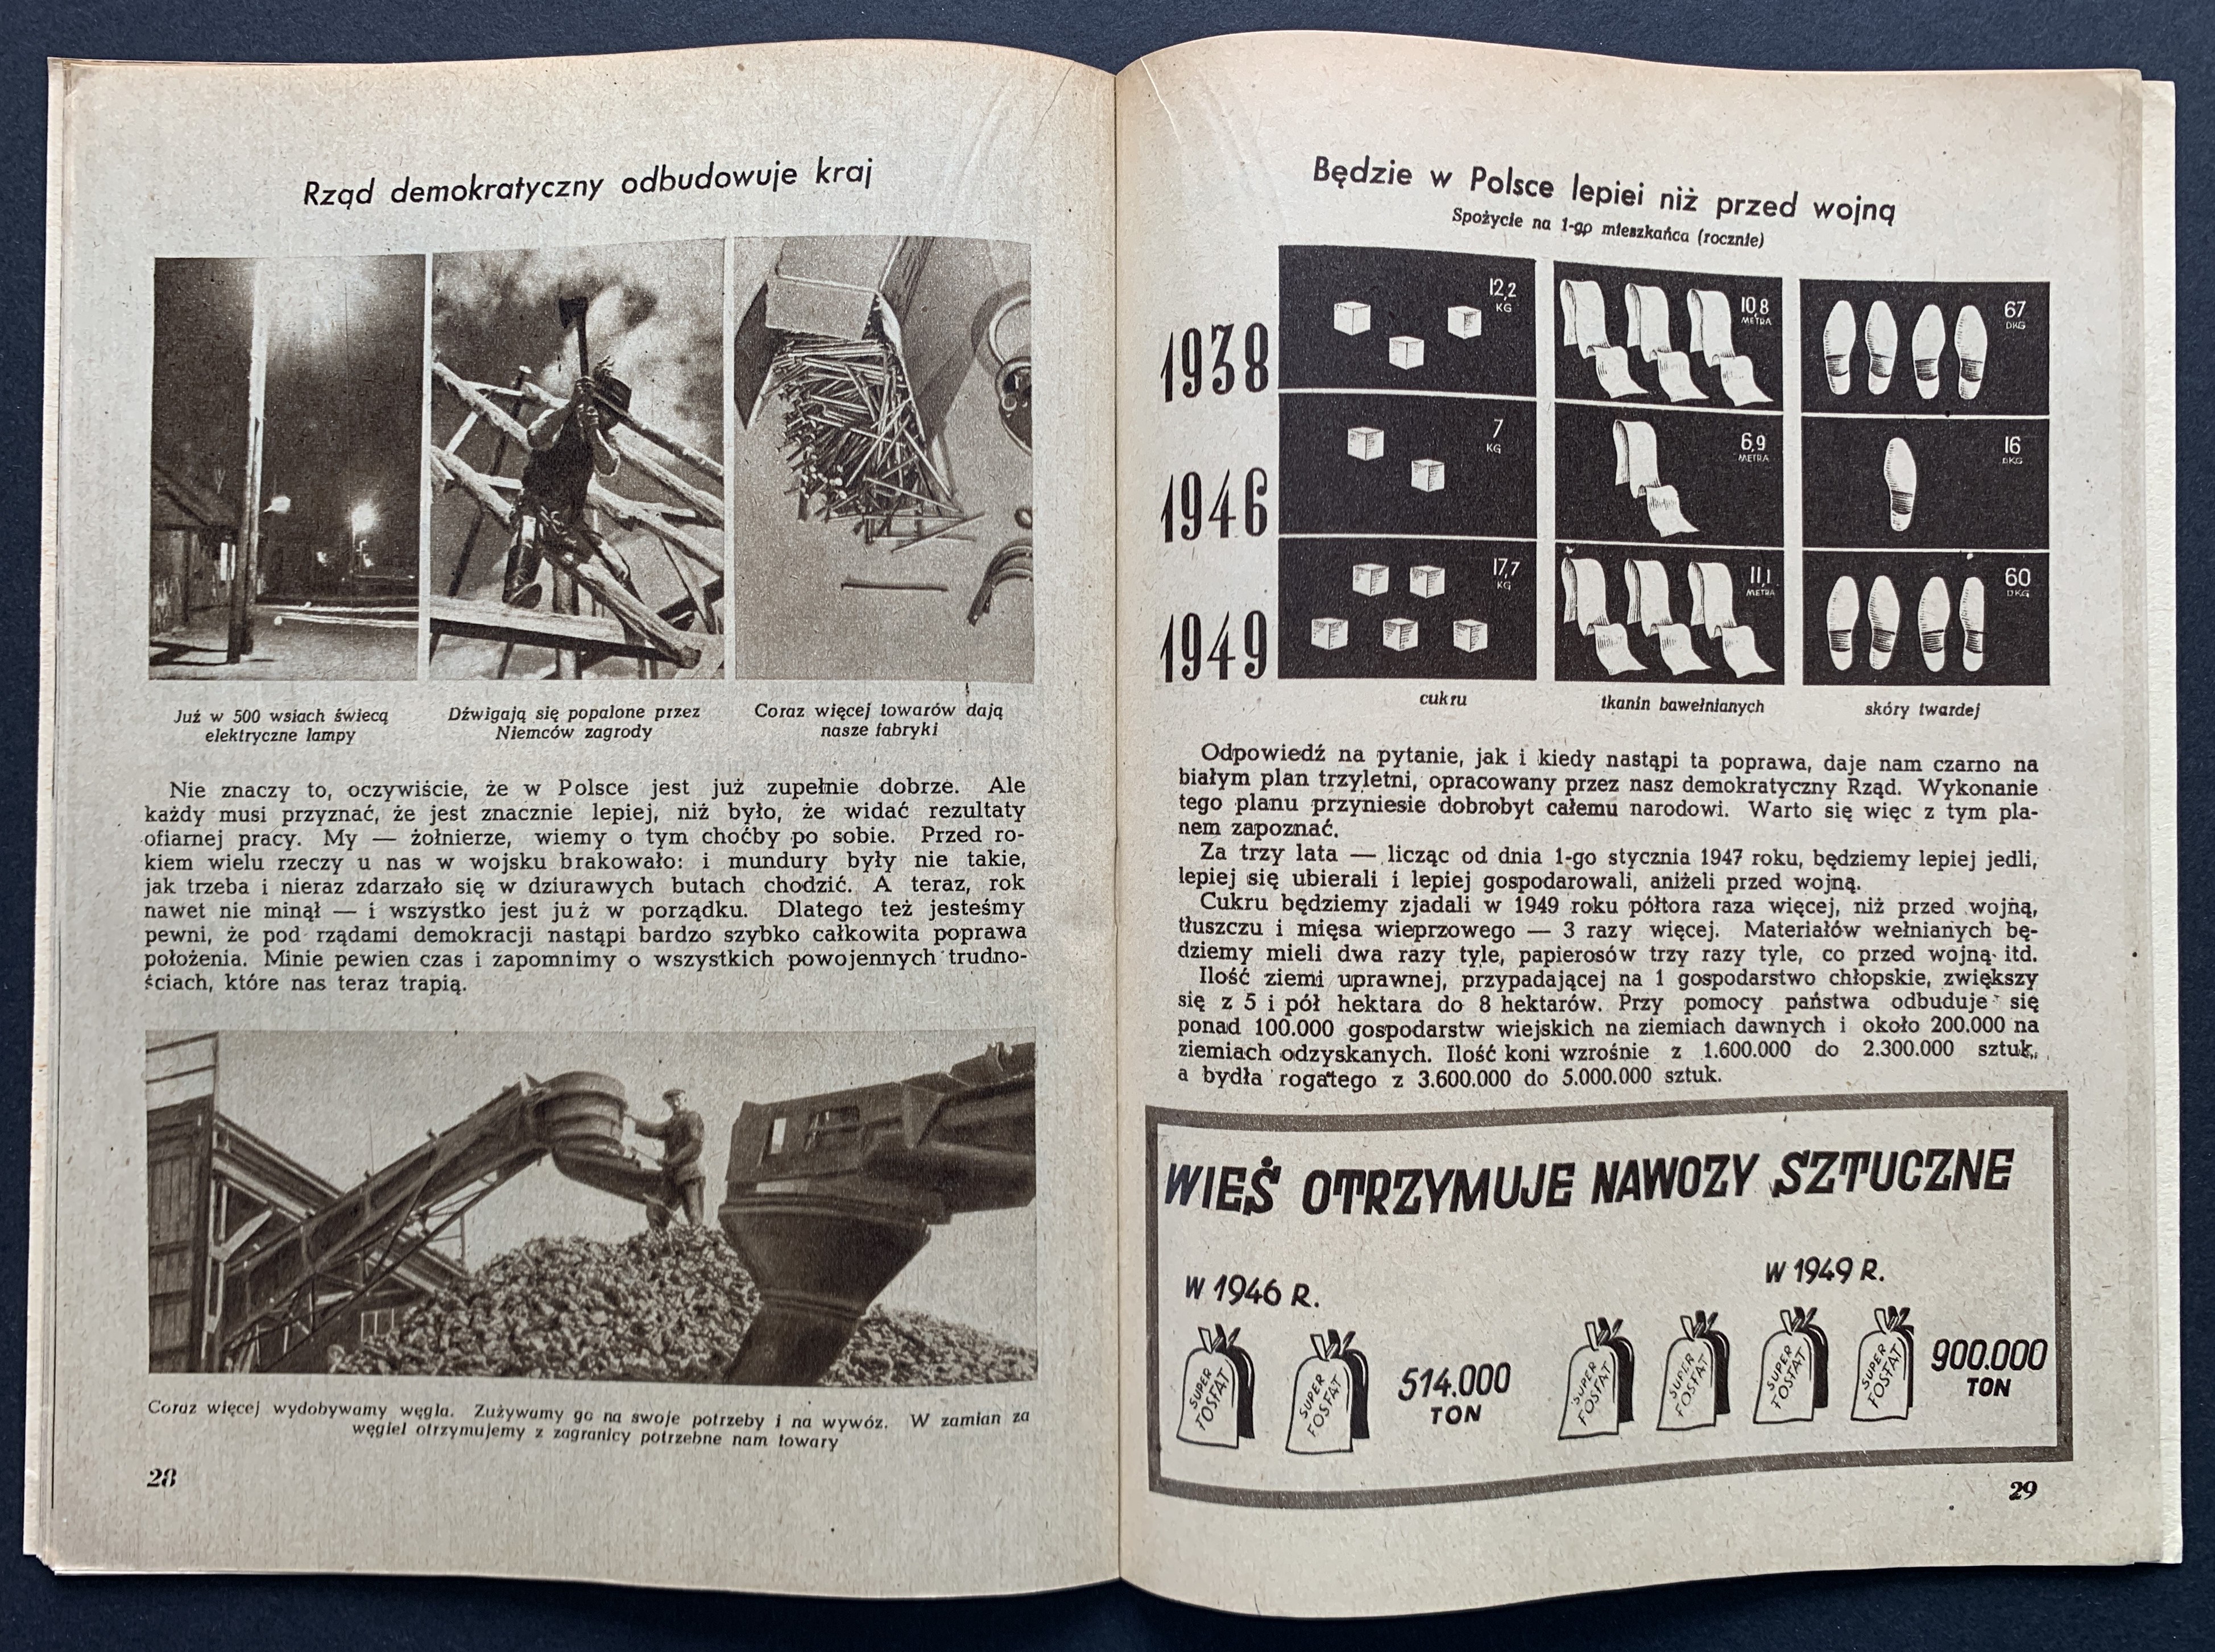 Rząd demokratyczny odbudowuje kraj
Już w 500 wsiach świecą
elektryczne lampy
Dźwigają się popalone przez
Niemców zagrody
Coraz więcej towarów dają
nasze fabryki
Nie znaczy to, oczywiście, że w Polsce jest już zupełnie dobrze. Ale
każdy musi przyznać, że jest znacznie lepiej, niż było, że widać rezultaty
ofiarnej pracy. My — żołnierze, wiemy o tym choćby po sobie. Przed ro-
kiem wielu rzeczy u nas w wojsku brakowało: i mundury były nie takie,
jak trzeba i nieraz zdarzało się w dziurawych butach chodzić. A teraz, rok
nawet nie minął — i wszystko jest już w porządku. Dlatego też jesteśmy
pewni, że pod rządami demokracji nastąpi bardzo szybko całkowita poprawa
położenia. Minie pewien czas i zapomnimy o wszystkich powojennych trudno-
ściach, które nas teraz trapią.
Coraz więcej wydobywamy węgla. Zużywamy go na swoje potrzeby i na wywóz. W zamian za
węgiel otrzymujemy z zagranicy potrzebne nam towary
28
Będzie w Polsce lepiei niż przed wojną
Spożycie na 1-go mieszkańca (rocznie)
1938
12,2
KG
10,8
METRA
67
DKG
1946
7
KG
6,9
METRA
16
DKG
1949
17,7
KG
11,1
METRA
60
DKG
cukru
tkanin bawełnianych
skóry twardej
Odpowiedź na pytanie, jak i kiedy nastąpi ta poprawa, daje nam czarno na
białym plan trzyletni, opracowany przez nasz demokratyczny Rząd. Wykonanie
tego planu przyniesie dobrobyt całemu narodowi. Warto się więc z tym pla-
nem zapoznać.
Za trzy lata — licząc od dnia 1-go stycznia 1947 roku, będziemy lepiej jedli,
lepiej się ubierali i lepiej gospodarowali, aniżeli przed wojną.
Cukru będziemy zjadali w 1949 roku półtora raza więcej, niż przed wojną,
tłuszczu i mięsa wieprzowego — 3 razy więcej. Materiałów wełnianych bę-
dziemy mieli dwa razy tyle, papierosów trzy razy tyle, co przed wojną itd.
Ilość ziemi uprawnej, przypadającej na 1 gospodarstwo chłopskie, zwiększy
się z 5 i pół hektara do 8 hektarów. Przy pomocy państwa odbuduje się
ponad 100.000 gospodarstw wiejskich na ziemiach dawnych i około 200.000 na
ziemiach odzyskanych. Ilość koni wzrośnie z 1.600.000 do 2.300.000 sztuk,
a bydła rogatego z 3.600.000 do 5.000.000 sztuk.
WIEŚ OTRZYMUJE NAWOZY SZTUCZNE
W 1946 R.
W 1949 R.
SUPER
FOSFAT
SUPER
FOSFAT
514.000
TON
SUPER
FOSFAT
SUPER
FOSFAT
SUPER
FOSFAT
SUPER
FOSFAT
900.000
TON
29